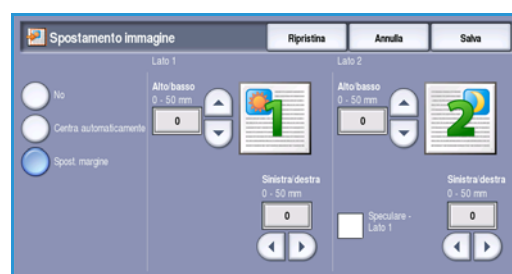 Spostamento immagine
Ripristina
Annulla
Salva
Lato 1
Lato 2
No
Centra automaticamente
Spost. margine
Alto/basso
0 - 50 mm
0
1
Sinistra/destra
0 - 50 mm
0
Alto/basso
0 - 50 mm
0
2
Speculare -
Lato 1
Sinistra/destra
0 - 50 mm
0